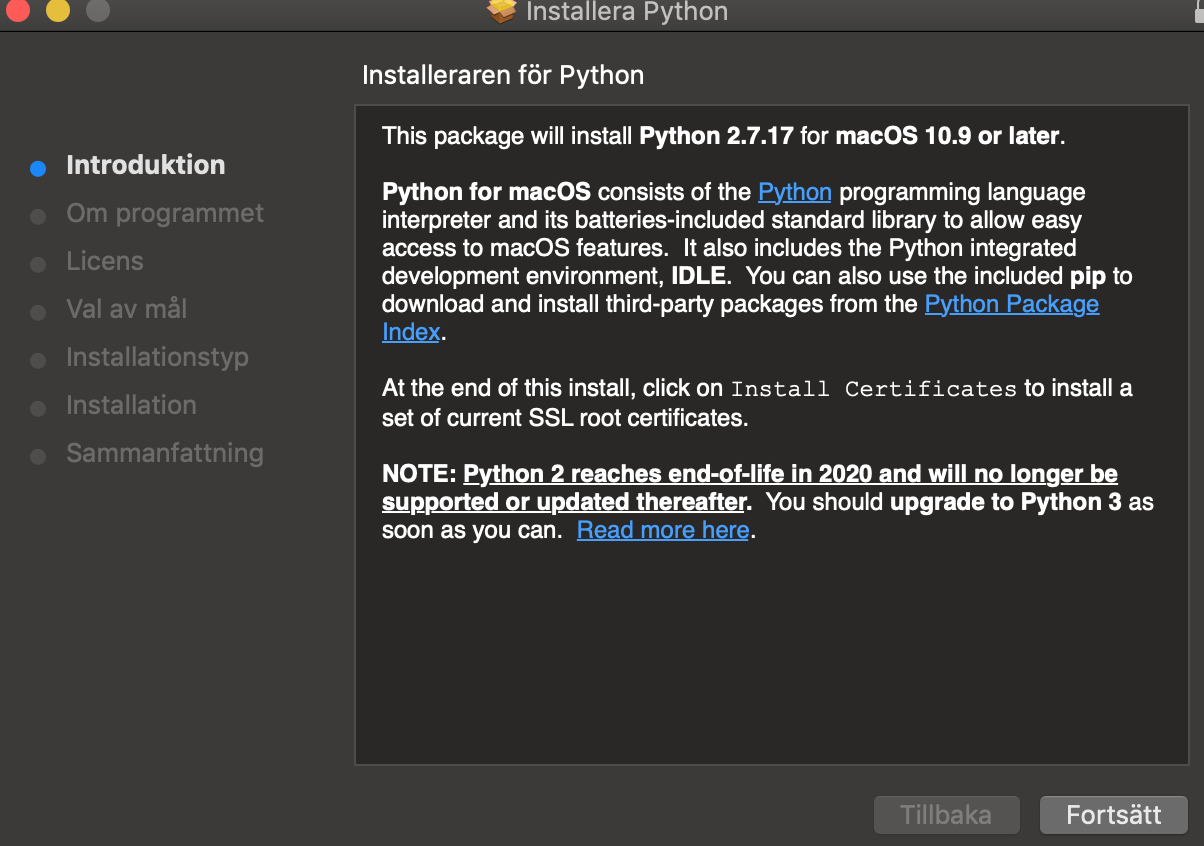 Installera Python
Installeraren för Python
Introduktion
Om programmet
Licens
Val av mål
Installationstyp
Installation
Sammanfattning
This package will install Python 2.7.17 for macOS 10.9 or later.
Python for macOS consists of the Python programming language
interpreter and its batteries-included standard library to allow easy
access to macOS features.  It also includes the Python integrated
development environment, IDLE.  You can also use the included pip to
download and install third-party packages from the Python Package
Index.
At the end of this install, click on Install Certificates to install a
set of current SSL root certificates.
NOTE: Python 2 reaches end-of-life in 2020 and will no longer be
supported or updated thereafter.  You should upgrade to Python 3 as
soon as you can.  Read more here.
Tillbaka
Fortsätt